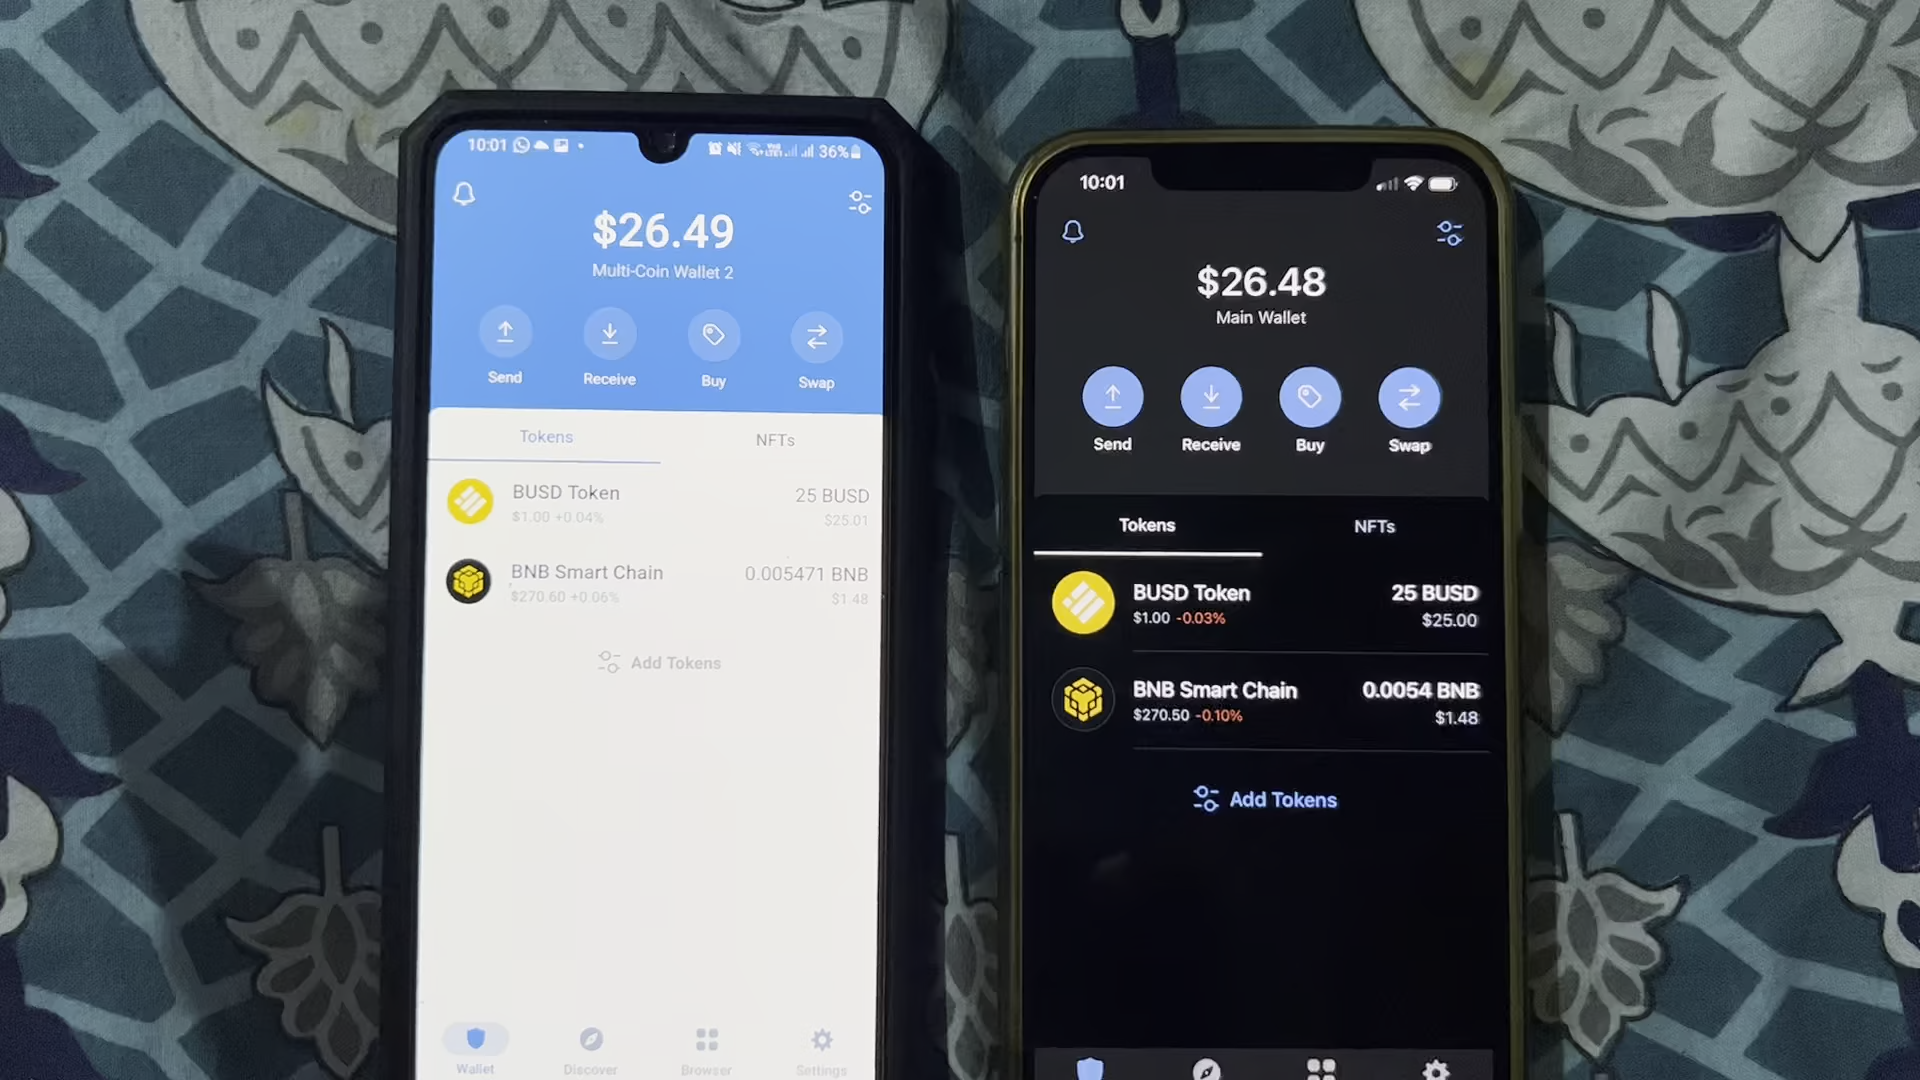 10:01
36%
$26.49
Multi-Coin Wallet 2
Send Receive Buy Swap
Tokens NFTs
BUSD Token 25 BUSD
$1.00 +0.04% $25.01
BNB Smart Chain 0.005471 BNB
$270.60 +0.06% $1.48
Add Tokens
Wallet Discover Browser Settings
10:01
$26.48
Main Wallet
Send Receive Buy Swap
Tokens NFTs
BUSD Token 25 BUSD
$1.00 -0.03% $25.00
BNB Smart Chain 0.0054 BNB
$270.50 -0.10% $1.48
Add Tokens